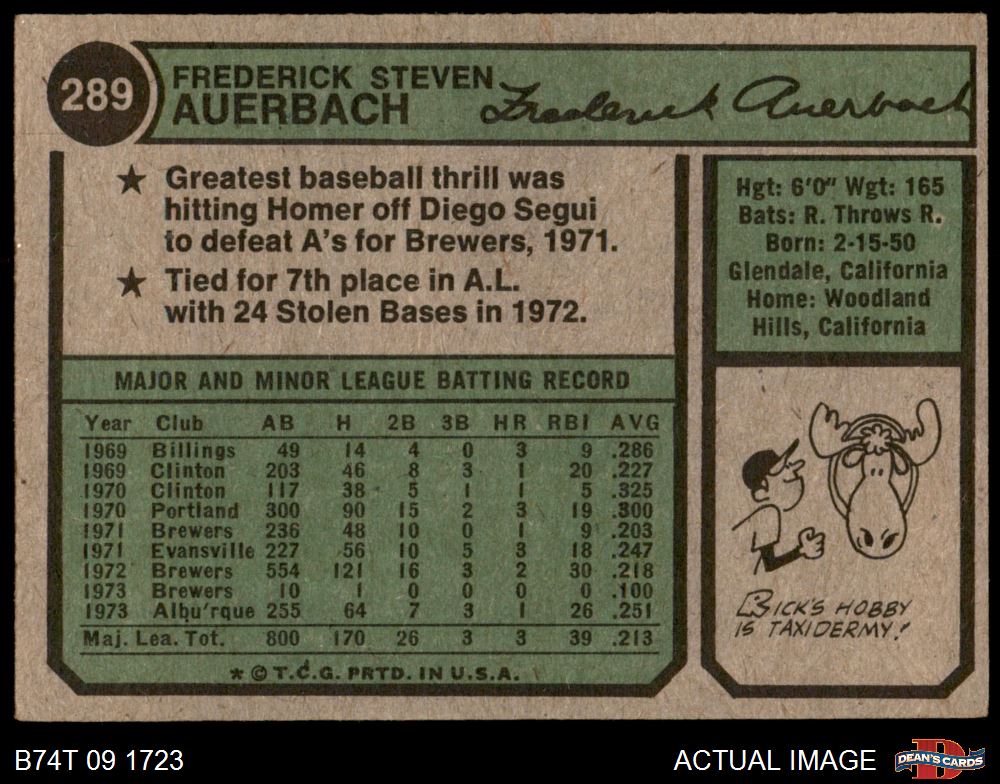 289
FREDERICK STEVEN
AUERBACH
Frederick Auerbach
★ Greatest baseball thrill was
hitting Homer off Diego Segui
to defeat A's for Brewers, 1971.
★ Tied for 7th place in A.L.
with 24 Stolen Bases in 1972.
Hgt: 6'0" Wgt: 165
Bats: R. Throws R.
Born: 2-15-50
Glendale, California
Home: Woodland
Hills, California
MAJOR AND MINOR LEAGUE BATTING RECORD
Year Club AB H 2B 3B HR RBI AVG
1969 Billings 49 14 4 0 3 9 .286
1969 Clinton 203 46 8 3 1 20 .227
1970 Clinton 117 38 5 1 1 5 .325
1970 Portland 300 90 15 2 3 19 .300
1971 Brewers 236 48 10 0 1 9 .203
1971 Evansville 227 56 10 5 3 18 .247
1972 Brewers 554 121 16 3 2 30 .218
1973 Brewers 10 1 0 0 0 0 .100
1973 Albu'rque 255 64 7 3 1 26 .251
Maj. Lea. Tot. 800 170 26 3 3 39 .213
* © T.C.G. PRTD. IN U.S.A.
RICK'S HOBBY
IS TAXIDERMY!
B74T 09 1723
ACTUAL IMAGE
DEAN'S CARDS